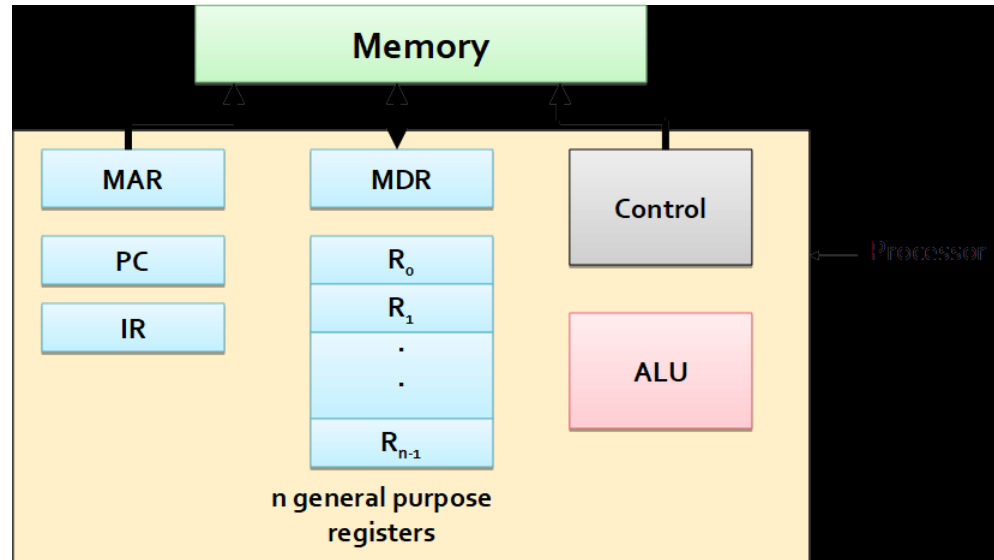 Memory
MAR
MDR
Control
PC
R₀
Processor
R₁
IR
.
ALU
.
Rₙ₋₁
n general purpose
registers